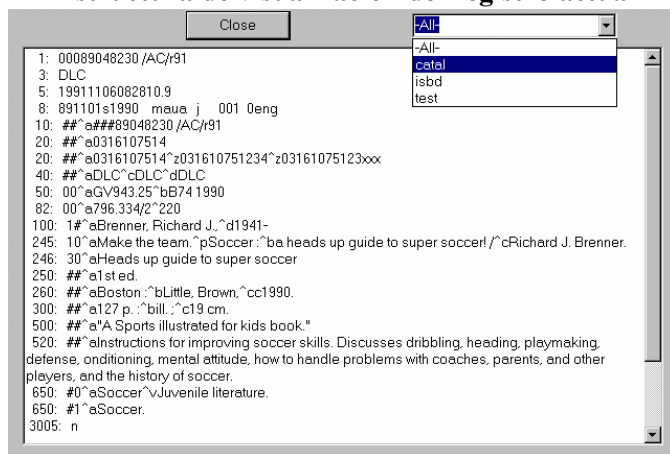 Close
-All-
-All-
catal
isbd
test
1: 00089048230 /AC/r91
3: DLC
5: 19911106082810.9
8: 891101s1990 maua j 001 0eng
10: ##^a###89048230 /AC/r91
20: ##^a0316107514
20: ##^a0316107514^z031610751234^z03161075123xxx
40: ##^aDLC^cDLC^dDLC
50: 00^aGV943.25^bB74 1990
82: 00^a796.334/2^220
100: 1#^aBrenner, Richard J.,^d1941-
245: 10^aMake the team.^pSoccer :^ba heads up guide to super soccer! /^cRichard J. Brenner.
246: 30^aHeads up guide to super soccer
250: ##^a1st ed.
260: ##^aBoston :^bLittle, Brown,^cc1990.
300: ##^a127 p. :^bill. ;^c19 cm.
500: ##^a"A Sports illustrated for kids book."
520: ##^aInstructions for improving soccer skills. Discusses dribbling, heading, playmaking,
defense, onditioning, mental attitude, how to handle problems with coaches, parents, and other
players, and the history of soccer.
650: #0^aSoccer^vJuvenile literature.
650: #1^aSoccer.
3005: n